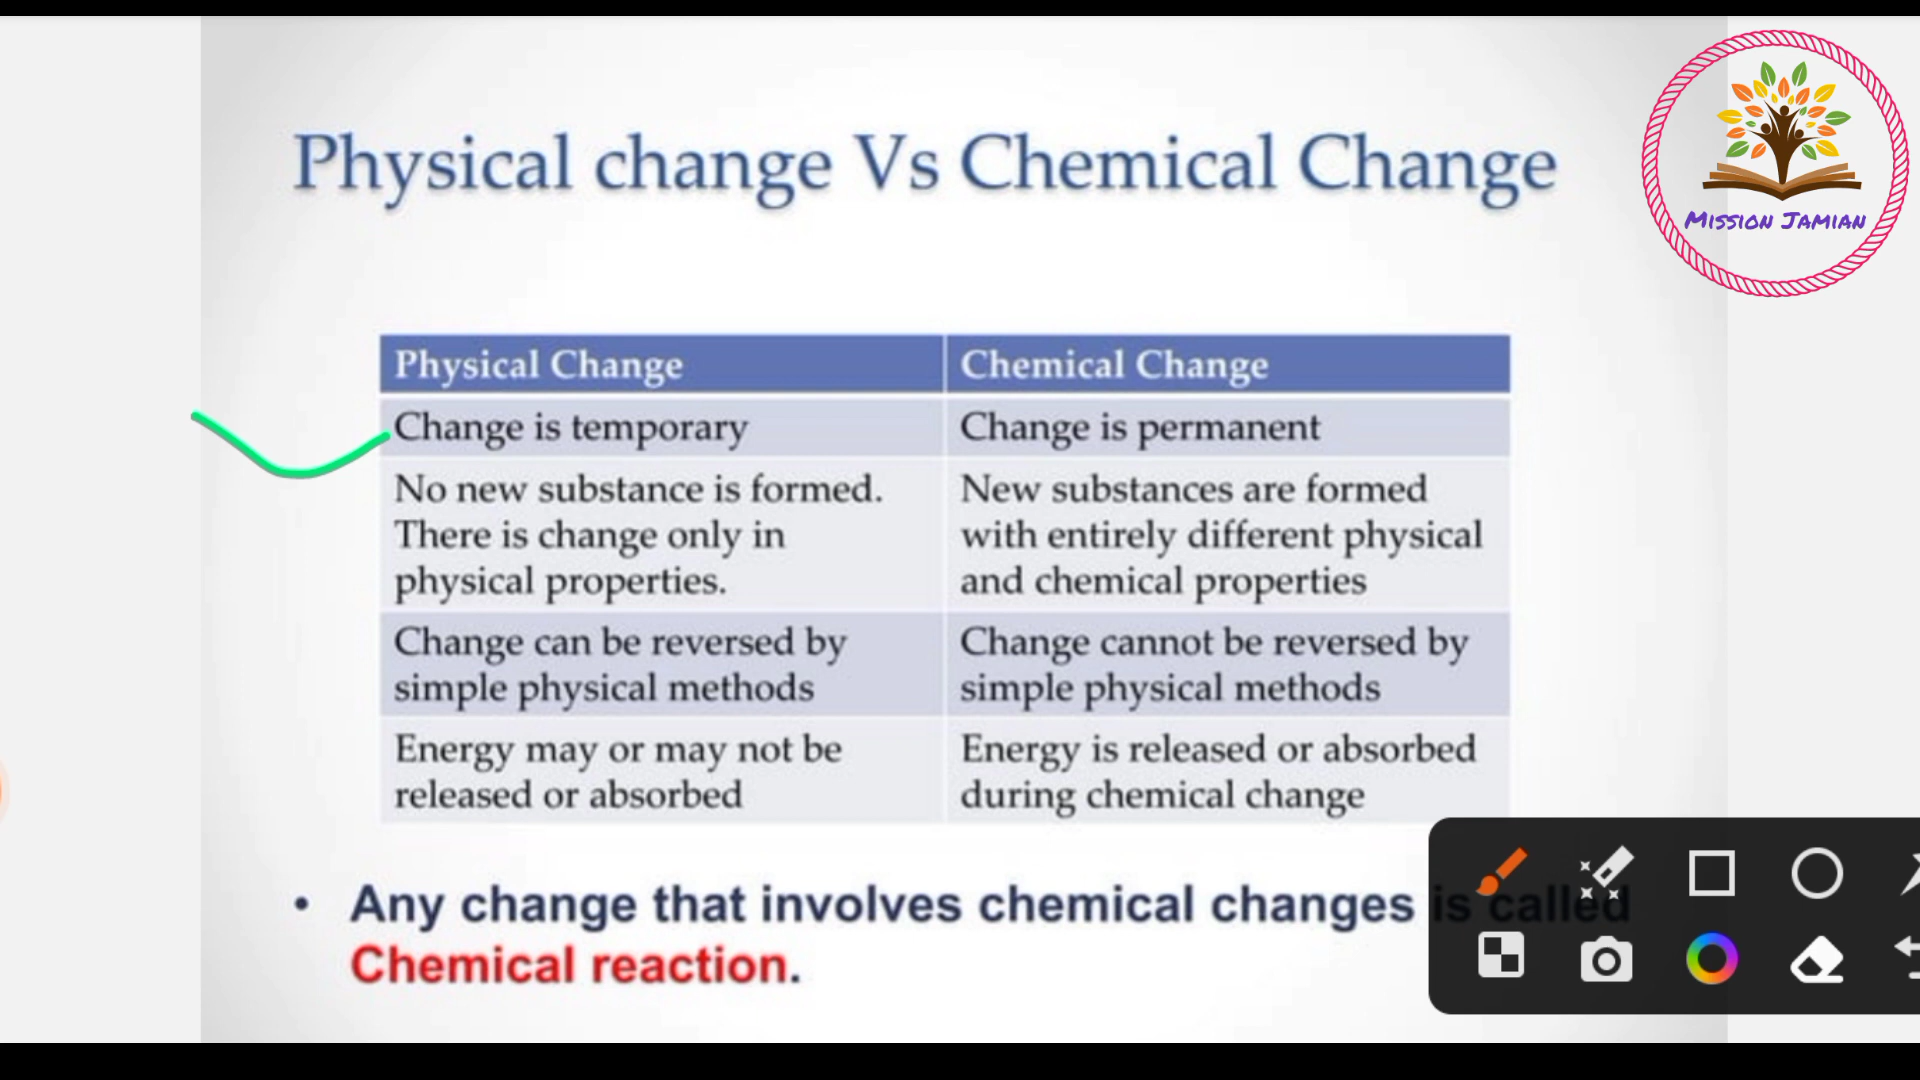 Physical change Vs Chemical Change
MISSION JAMIAN
Physical Change
Chemical Change
Change is temporary
Change is permanent
No new substance is formed.
There is change only in
physical properties.
New substances are formed
with entirely different physical
and chemical properties
Change can be reversed by
simple physical methods
Change cannot be reversed by
simple physical methods
Energy may or may not be
released or absorbed
Energy is released or absorbed
during chemical change
• Any change that involves chemical changes is called
Chemical reaction.